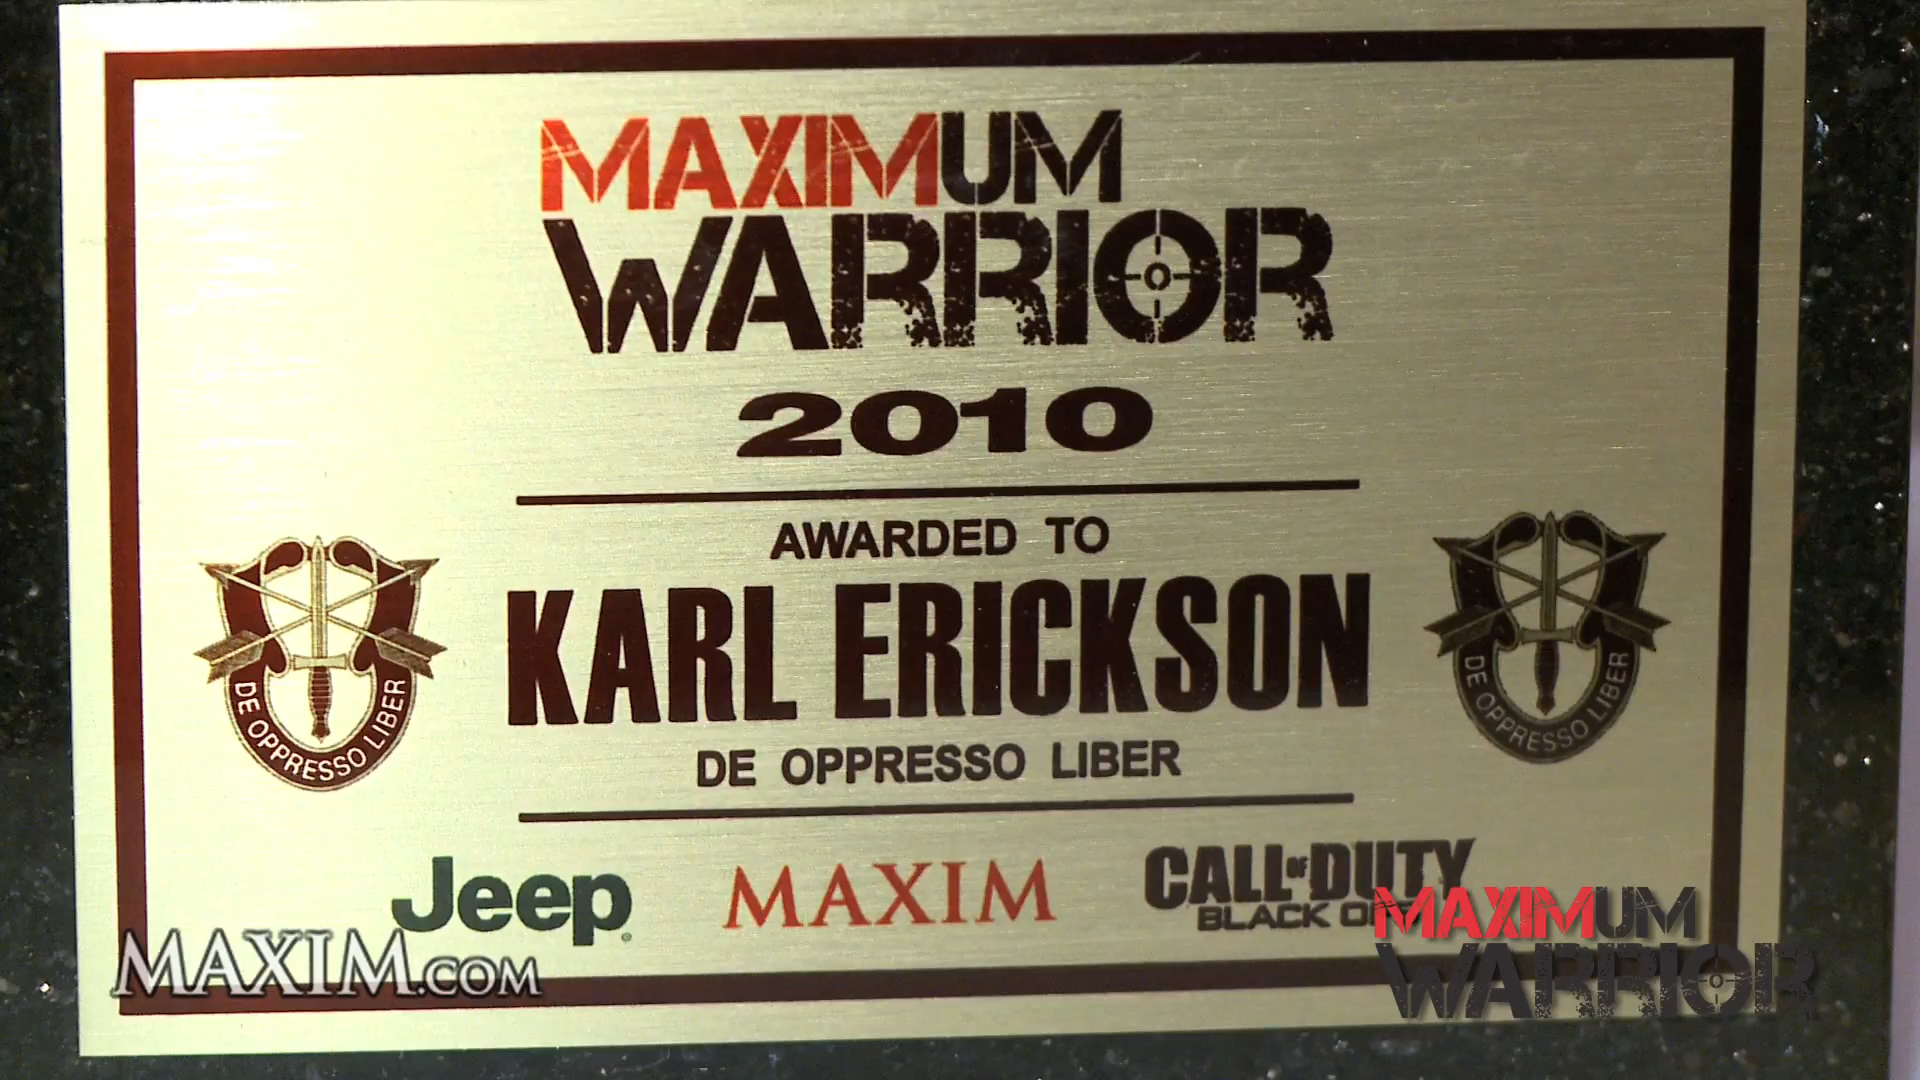 MAXIMUM
WARRIOR
2010
AWARDED TO
KARL ERICKSON
DE OPPRESSO LIBER
DE OPPRESSO LIBER
DE OPPRESSO LIBER
Jeep
MAXIM
CALL OF DUTY
BLACK
MAXIM.COM
MAXIMUM
WARRIOR